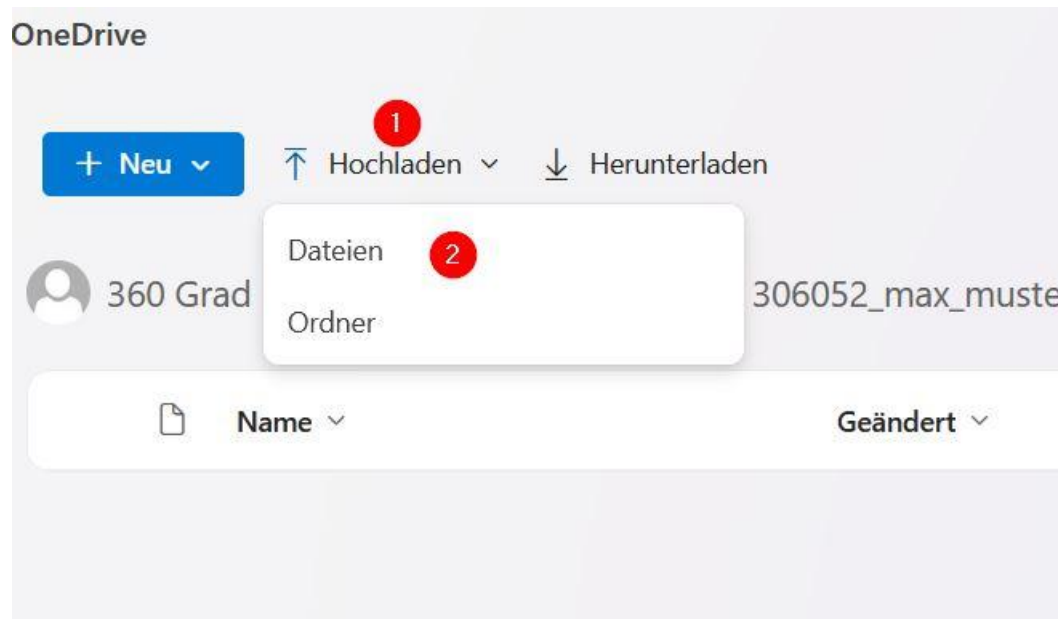 OneDrive
1
Neu Hochladen Herunterladen
Dateien 2
360 Grad 306052_max_muste
Ordner
Name Geändert